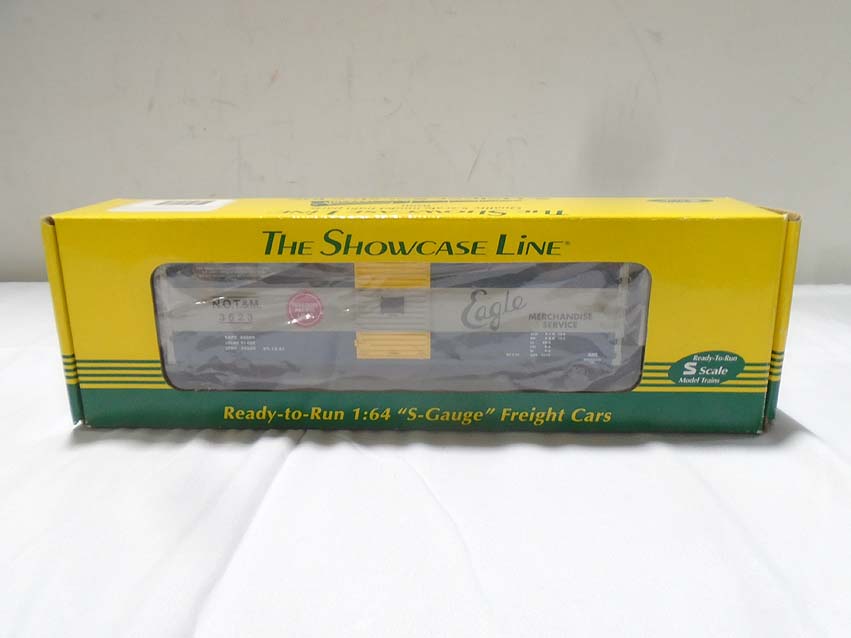 THE SHOWCASE LINE®
N.O.T.&M.
3623
Eagle
MERCHANDISE
SERVICE
Ready-To-Run
S Scale
Model Trains
Ready-to-Run 1:64 "S-Gauge" Freight Cars